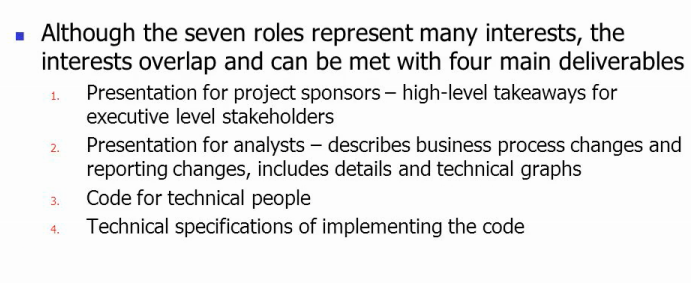 Although the seven roles represent many interests, the
interests overlap and can be met with four main deliverables
1. Presentation for project sponsors – high-level takeaways for
executive level stakeholders
2. Presentation for analysts – describes business process changes and
reporting changes, includes details and technical graphs
3. Code for technical people
4. Technical specifications of implementing the code